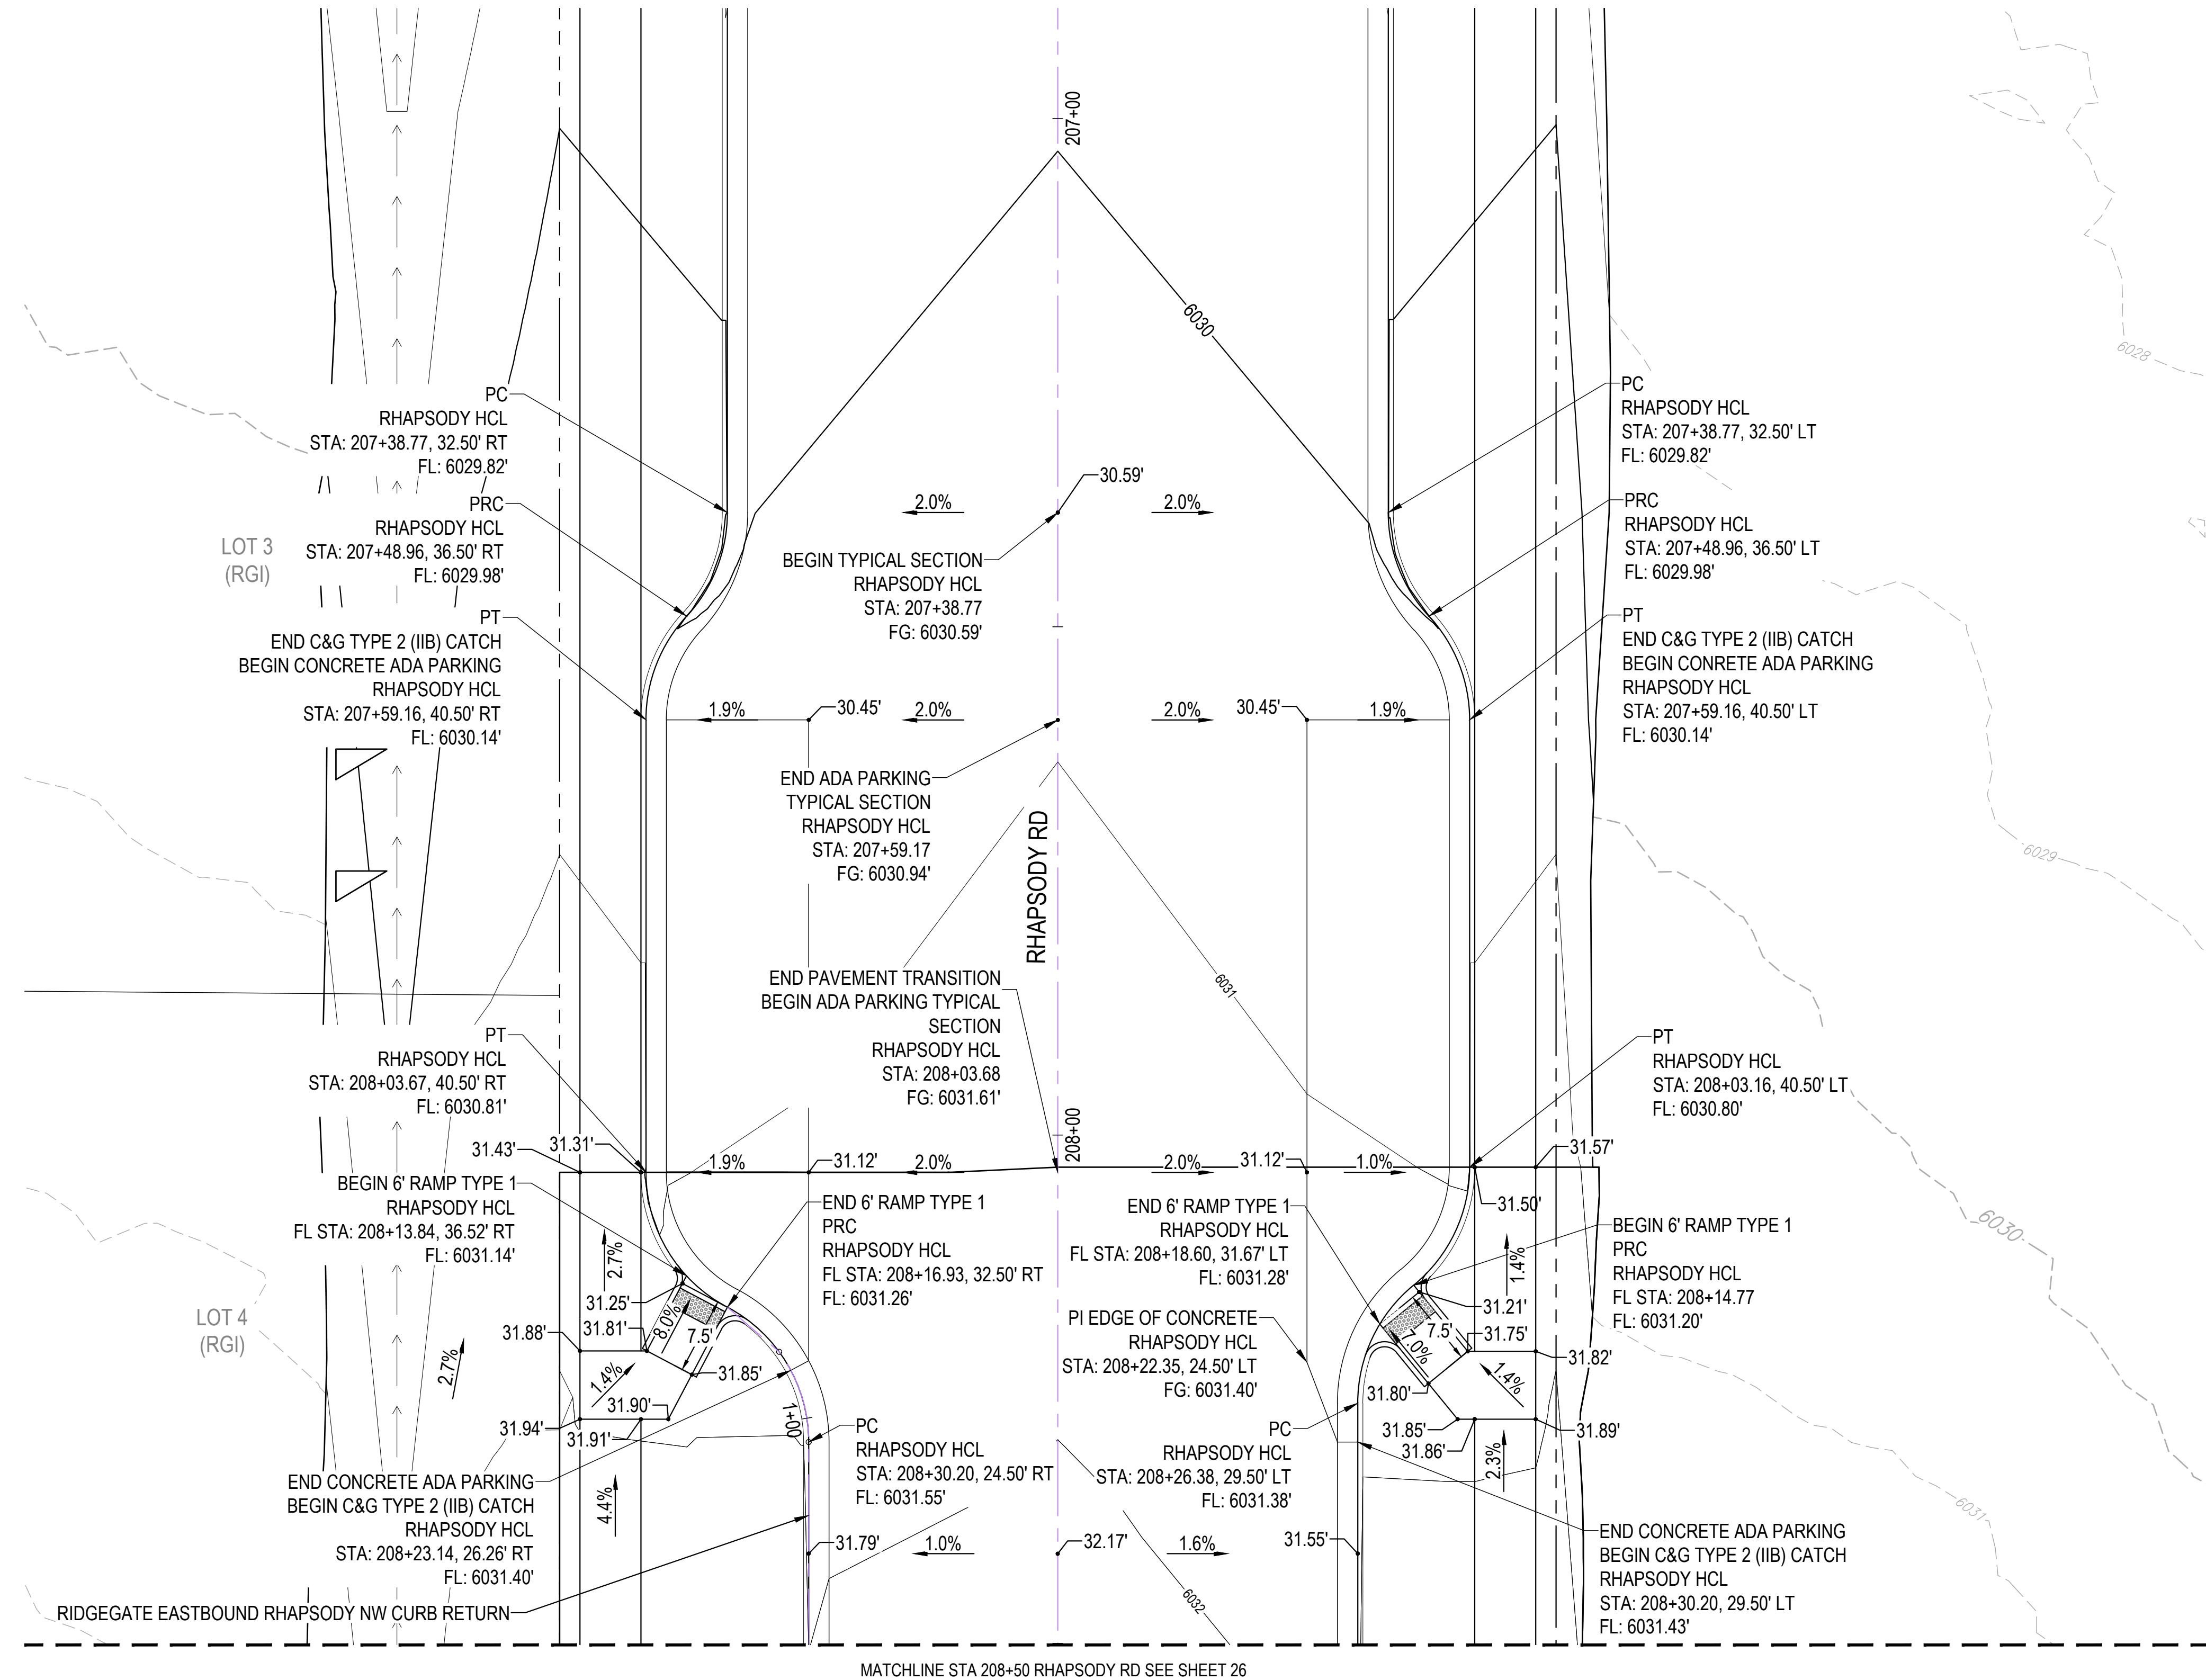 207+00
6030
6028
PC
RHAPSODY HCL
STA: 207+38.77, 32.50' RT
FL: 6029.82'
PRC
RHAPSODY HCL
STA: 207+48.96, 36.50' RT
FL: 6029.98'
LOT 3
(RGI)
PT
END C&G TYPE 2 (IIB) CATCH
BEGIN CONCRETE ADA PARKING
RHAPSODY HCL
STA: 207+59.16, 40.50' RT
FL: 6030.14'
30.59'
2.0%
2.0%
BEGIN TYPICAL SECTION
RHAPSODY HCL
STA: 207+38.77
FG: 6030.59'
PC
RHAPSODY HCL
STA: 207+38.77, 32.50' LT
FL: 6029.82'
PRC
RHAPSODY HCL
STA: 207+48.96, 36.50' LT
FL: 6029.98'
PT
END C&G TYPE 2 (IIB) CATCH
BEGIN CONRETE ADA PARKING
RHAPSODY HCL
STA: 207+59.16, 40.50' LT
FL: 6030.14'
1.9%
30.45'
2.0%
2.0%
30.45'
1.9%
END ADA PARKING
TYPICAL SECTION
RHAPSODY HCL
STA: 207+59.17
FG: 6030.94'
RHAPSODY RD
6029
END PAVEMENT TRANSITION
BEGIN ADA PARKING TYPICAL
SECTION
RHAPSODY HCL
STA: 208+03.68
FG: 6031.61'
6031
208+00
PT
RHAPSODY HCL
STA: 208+03.67, 40.50' RT
FL: 6030.81'
PT
RHAPSODY HCL
STA: 208+03.16, 40.50' LT
FL: 6030.80'
31.43'
31.31'
1.9%
31.12'
2.0%
2.0%
31.12'
1.0%
31.57'
31.50'
BEGIN 6' RAMP TYPE 1
RHAPSODY HCL
FL STA: 208+13.84, 36.52' RT
FL: 6031.14'
END 6' RAMP TYPE 1
PRC
RHAPSODY HCL
FL STA: 208+16.93, 32.50' RT
FL: 6031.26'
END 6' RAMP TYPE 1
RHAPSODY HCL
FL STA: 208+18.60, 31.67' LT
FL: 6031.28'
BEGIN 6' RAMP TYPE 1
PRC
RHAPSODY HCL
FL STA: 208+14.77
FL: 6031.20'
6030
2.7%
31.25'
31.88'
31.81'
8.0%
7.5'
31.85'
1.4%
31.90'
31.94'
31.91'
LOT 4
(RGI)
2.7%
4.4%
PI EDGE OF CONCRETE
RHAPSODY HCL
STA: 208+22.35, 24.50' LT
FG: 6031.40'
1.4%
31.21'
7.5'
31.75'
7.0%
31.82'
31.80'
1.4%
31.85'
31.86'
31.89'
2.3%
1+00
PC
RHAPSODY HCL
STA: 208+30.20, 24.50' RT
FL: 6031.55'
PC
RHAPSODY HCL
STA: 208+26.38, 29.50' LT
FL: 6031.38'
END CONCRETE ADA PARKING
BEGIN C&G TYPE 2 (IIB) CATCH
RHAPSODY HCL
STA: 208+23.14, 26.26' RT
FL: 6031.40'
31.79'
1.0%
32.17'
1.6%
31.55'
6031
6032
END CONCRETE ADA PARKING
BEGIN C&G TYPE 2 (IIB) CATCH
RHAPSODY HCL
STA: 208+30.20, 29.50' LT
FL: 6031.43'
RIDGEGATE EASTBOUND RHAPSODY NW CURB RETURN
MATCHLINE STA 208+50 RHAPSODY RD SEE SHEET 26